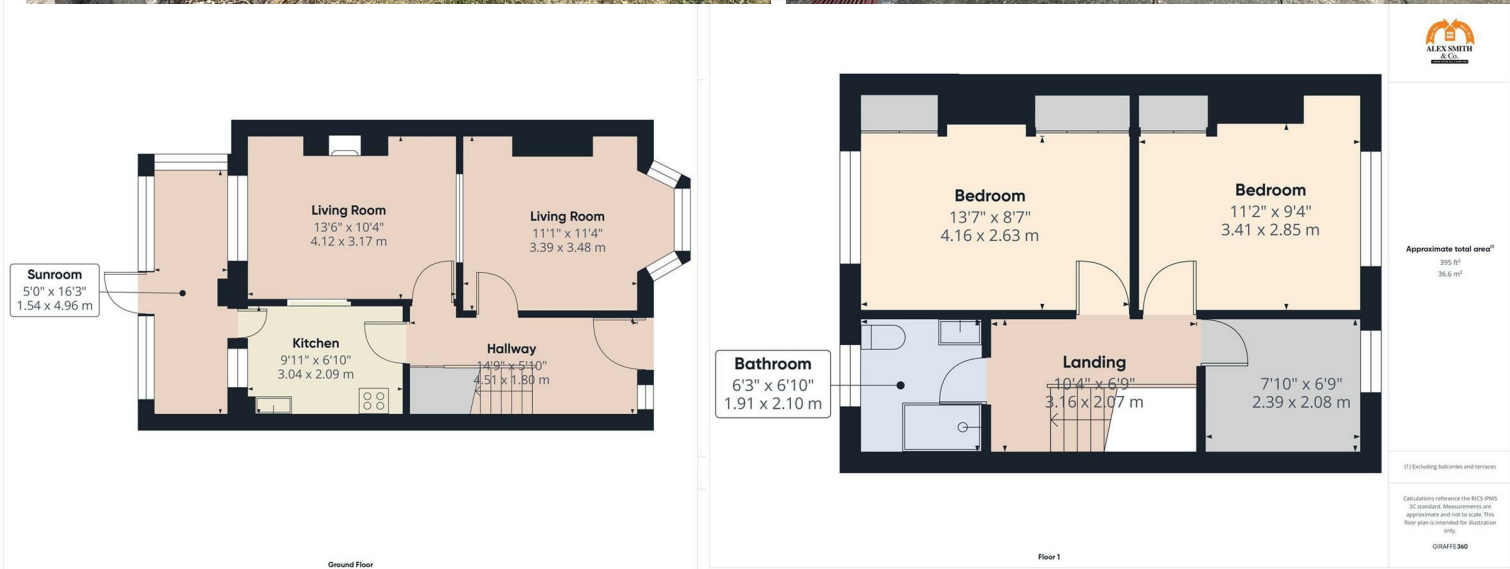 Living Room
13'6" x 10'4"
4.12 x 3.17 m
Living Room
11'1" x 11'4"
3.39 x 3.48 m
Sunroom
5'0" x 16'3"
1.54 x 4.96 m
Kitchen
9'11" x 6'10"
3.04 x 2.09 m
Hallway
14'9" x 5'10"
4.51 x 1.80 m
Ground Floor
Bedroom
13'7" x 8'7"
4.16 x 2.63 m
Bedroom
11'2" x 9'4"
3.41 x 2.85 m
Bathroom
6'3" x 6'10"
1.91 x 2.10 m
Landing
10'4" x 6'9"
3.16 x 2.07 m
7'10" x 6'9"
2.39 x 2.08 m
Floor 1
ALEX SMITH
& Co.
Approximate total area(1)
395 ft²
36.6 m²
(1) Excluding balconies and terraces
Calculations reference the RICS IPMS
3C standard. Measurements are
approximate and not to scale. This
floor plan is intended for illustration
only.
GIRAFFE360